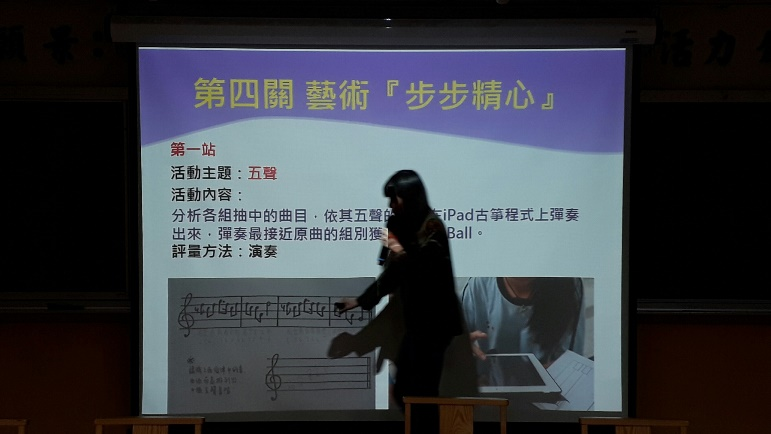 第四關 藝術『步步精心』
第一站
活動主題：五聲
活動內容：
分析各組抽中的曲目，依其五聲的 iPad古箏程式上彈奏
出來，彈奏最接近原曲的組別獲 Ball。
評量方法：演奏
活力